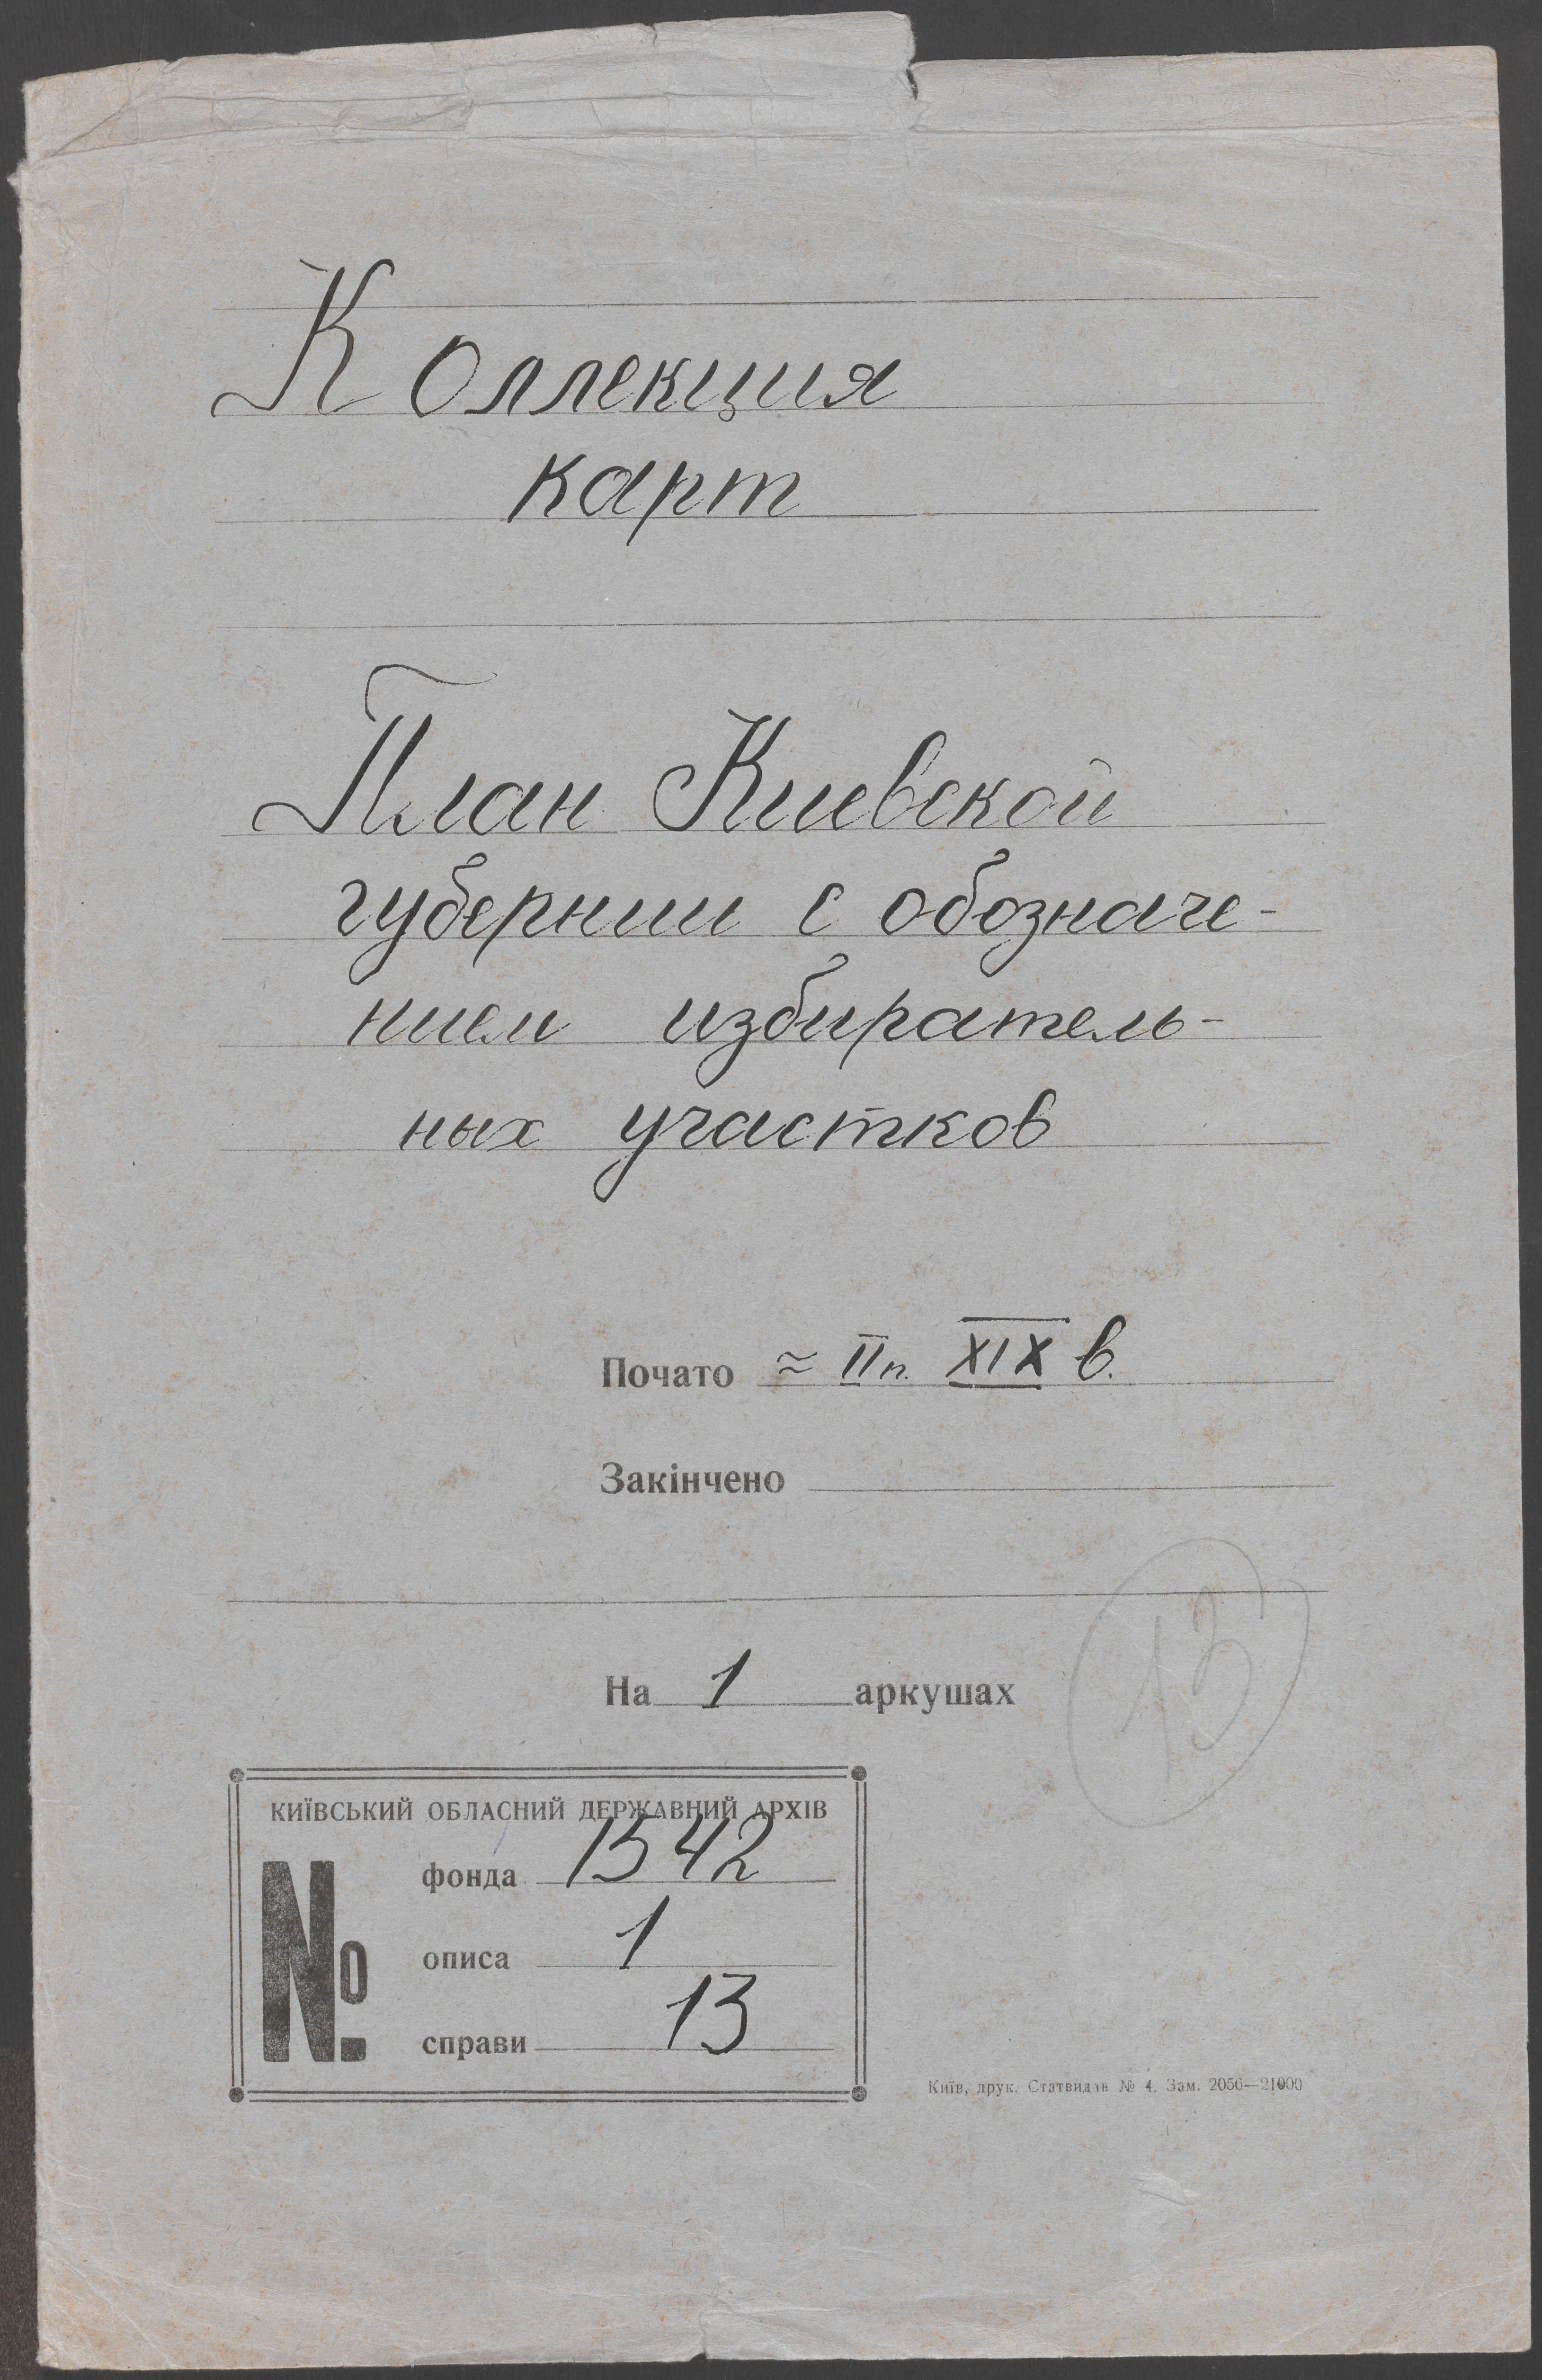 Коллекция
карт
План Киевской
губернии с обозначе-
нием избиратель-
ных участков
Почато ≈ II п. XIX в.
Закінчено
На 1 аркушах
13
КИЇВСЬКИЙ ОБЛАСНИЙ ДЕРЖАВНИЙ АРХІВ
№
фонда 1542
описа 1
справи 13
Київ, друк. Статвидав № 4. Зам. 2056—21000